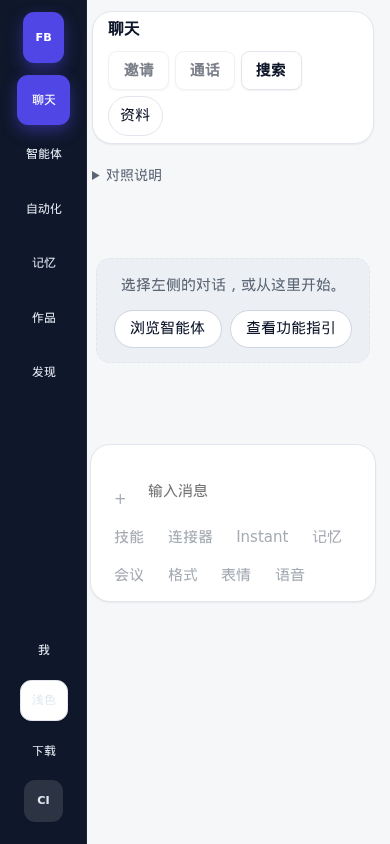 FB
聊天
智能体
自动化
记忆
作品
发现
我
浅色
下载
CI
聊天
邀请 通话 搜索
资料
▶ 对照说明
选择左侧的对话，或从这里开始。
浏览智能体 查看功能指引
+ 输入消息
技能 连接器 Instant 记忆
会议 格式 表情 语音